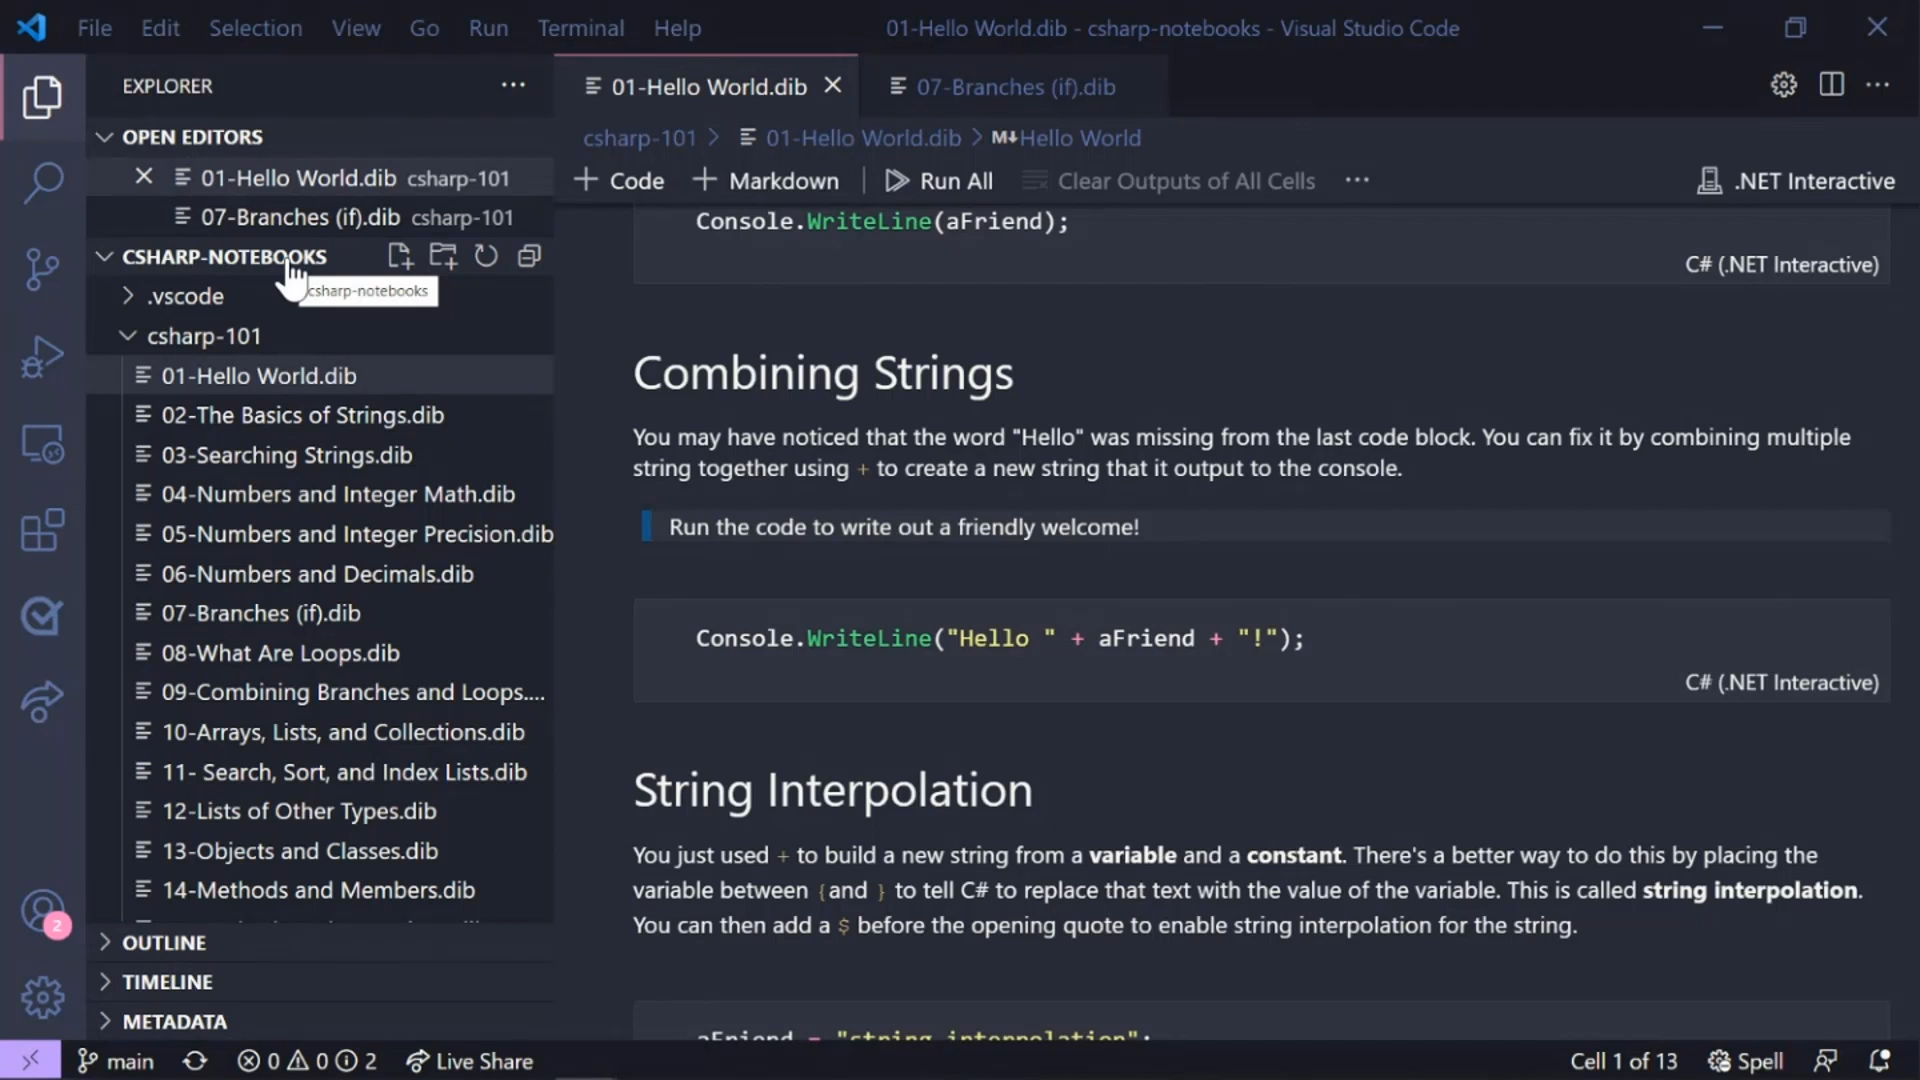 File Edit Selection View Go Run Terminal Help
01-Hello World.dib - csharp-notebooks - Visual Studio Code
EXPLORER
OPEN EDITORS
01-Hello World.dib csharp-101
07-Branches (if).dib csharp-101
CSHARP-NOTEBOOKS
csharp-notebooks
.vscode
csharp-101
01-Hello World.dib
02-The Basics of Strings.dib
03-Searching Strings.dib
04-Numbers and Integer Math.dib
05-Numbers and Integer Precision.dib
06-Numbers and Decimals.dib
07-Branches (if).dib
08-What Are Loops.dib
09-Combining Branches and Loops....
10-Arrays, Lists, and Collections.dib
11- Search, Sort, and Index Lists.dib
12-Lists of Other Types.dib
13-Objects and Classes.dib
14-Methods and Members.dib
OUTLINE
TIMELINE
METADATA
01-Hello World.dib
07-Branches (if).dib
csharp-101 > 01-Hello World.dib > M↓Hello World
+ Code + Markdown Run All Clear Outputs of All Cells ... .NET Interactive
Console.WriteLine(aFriend);
C# (.NET Interactive)
Combining Strings
You may have noticed that the word "Hello" was missing from the last code block. You can fix it by combining multiple
string together using + to create a new string that it output to the console.
Run the code to write out a friendly welcome!
Console.WriteLine("Hello " + aFriend + "!");
C# (.NET Interactive)
String Interpolation
You just used + to build a new string from a variable and a constant. There's a better way to do this by placing the
variable between { and } to tell C# to replace that text with the value of the variable. This is called string interpolation.
You can then add a $ before the opening quote to enable string interpolation for the string.
aFriend = "string interpolation";
2
main 0 0 2 Live Share
Cell 1 of 13 Spell